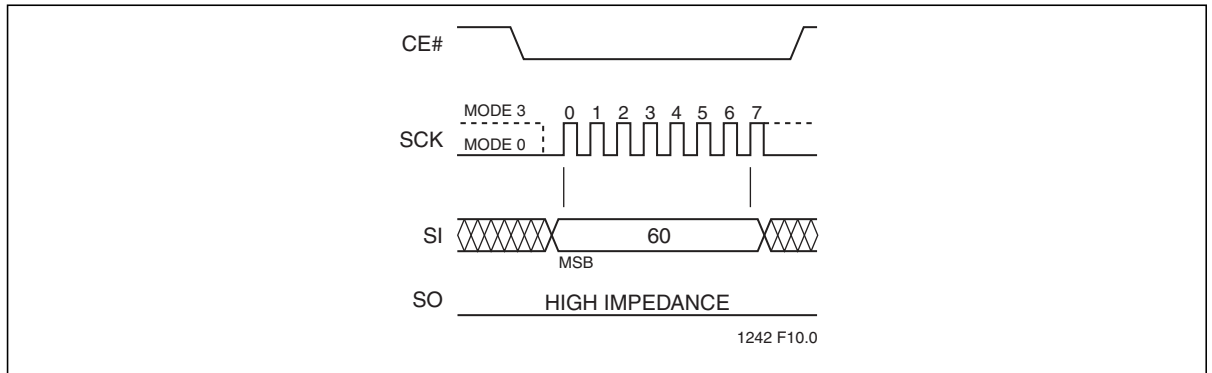 CE#
MODE 3 0 1 2 3 4 5 6 7
SCK MODE 0
SI 60
MSB
SO HIGH IMPEDANCE
1242 F10.0